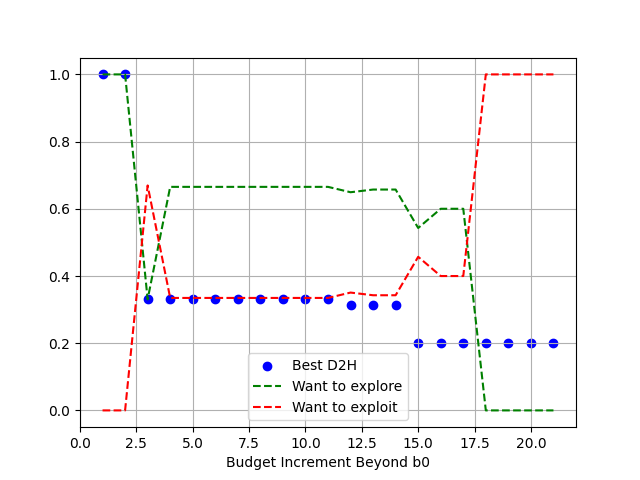 1.0
0.8
0.6
0.4
0.2
0.0
Best D2H
Want to explore
Want to exploit
0.0 2.5 5.0 7.5 10.0 12.5 15.0 17.5 20.0
Budget Increment Beyond b0